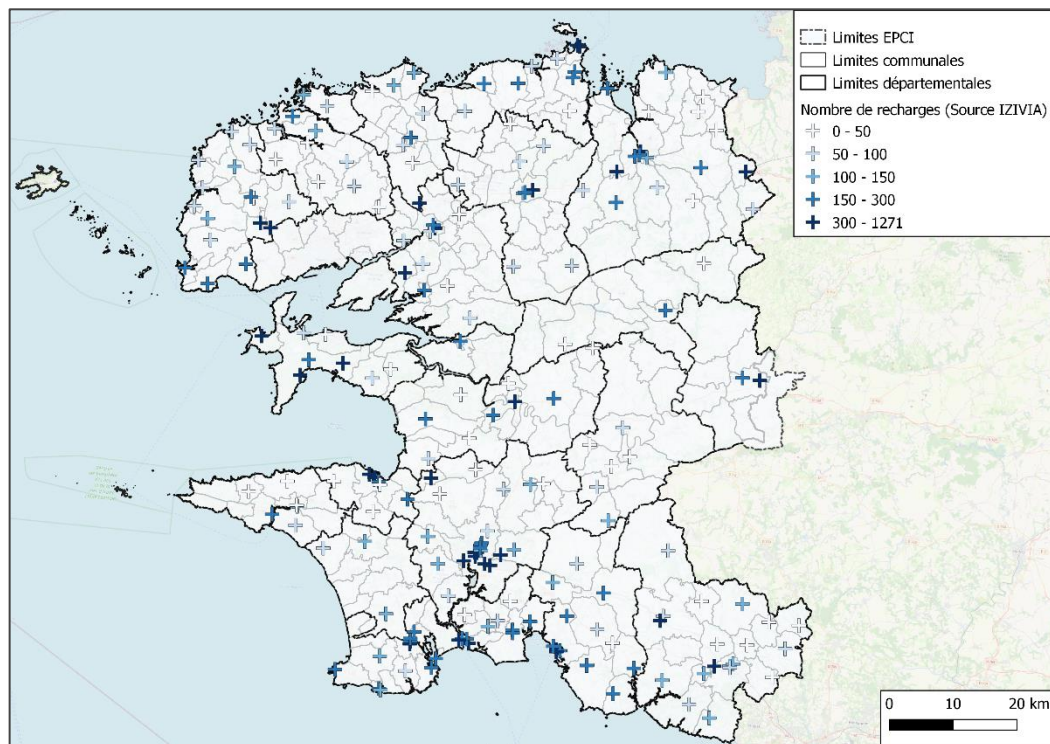 Limites EPCI
Limites communales
Limites départementales
Nombre de recharges (Source IZIVIA)
0 - 50
50 - 100
100 - 150
150 - 300
300 - 1271
0 10 20 km